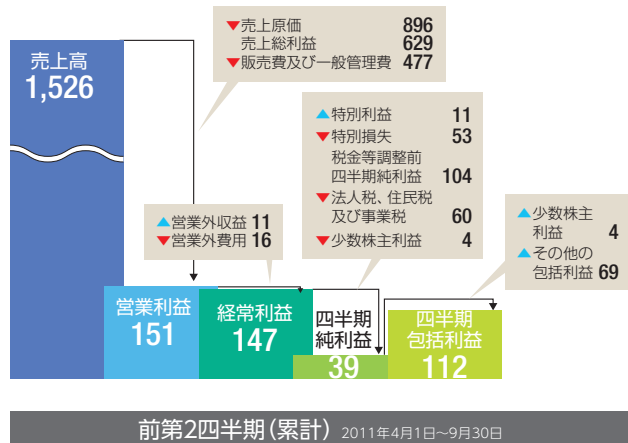 ▼売上原価 896
売上総利益 629
▼販売費及び一般管理費 477
売上高
1,526
▲特別利益 11
▼特別損失 53
税金等調整前
四半期純利益 104
▼法人税、住民税
及び事業税 60
▼少数株主利益 4
▲営業外収益 11
▼営業外費用 16
▲少数株主
利益 4
▲その他の
包括利益 69
営業利益
151
経常利益
147
四半期
純利益
39
四半期
包括利益
112
前第2四半期(累計) 2011年4月1日~9月30日